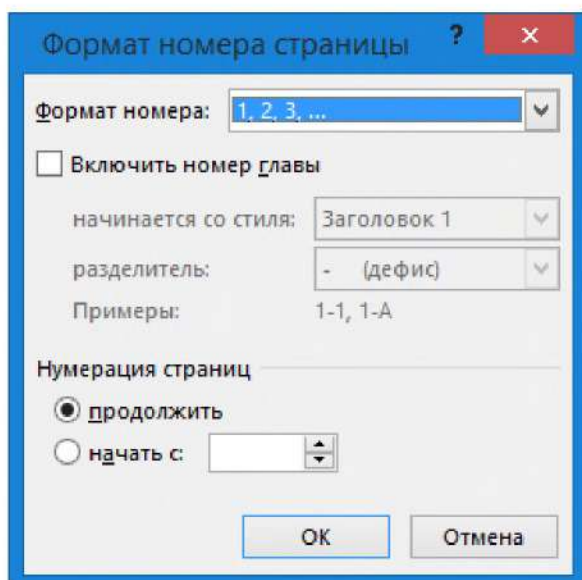 Формат номера страницы ?
Формат номера: 1, 2, 3, ...
Включить номер главы
начинается со стиля: Заголовок 1
разделитель: - (дефис)
Примеры: 1-1, 1-A
Нумерация страниц
продолжить
начать с:
ОК Отмена